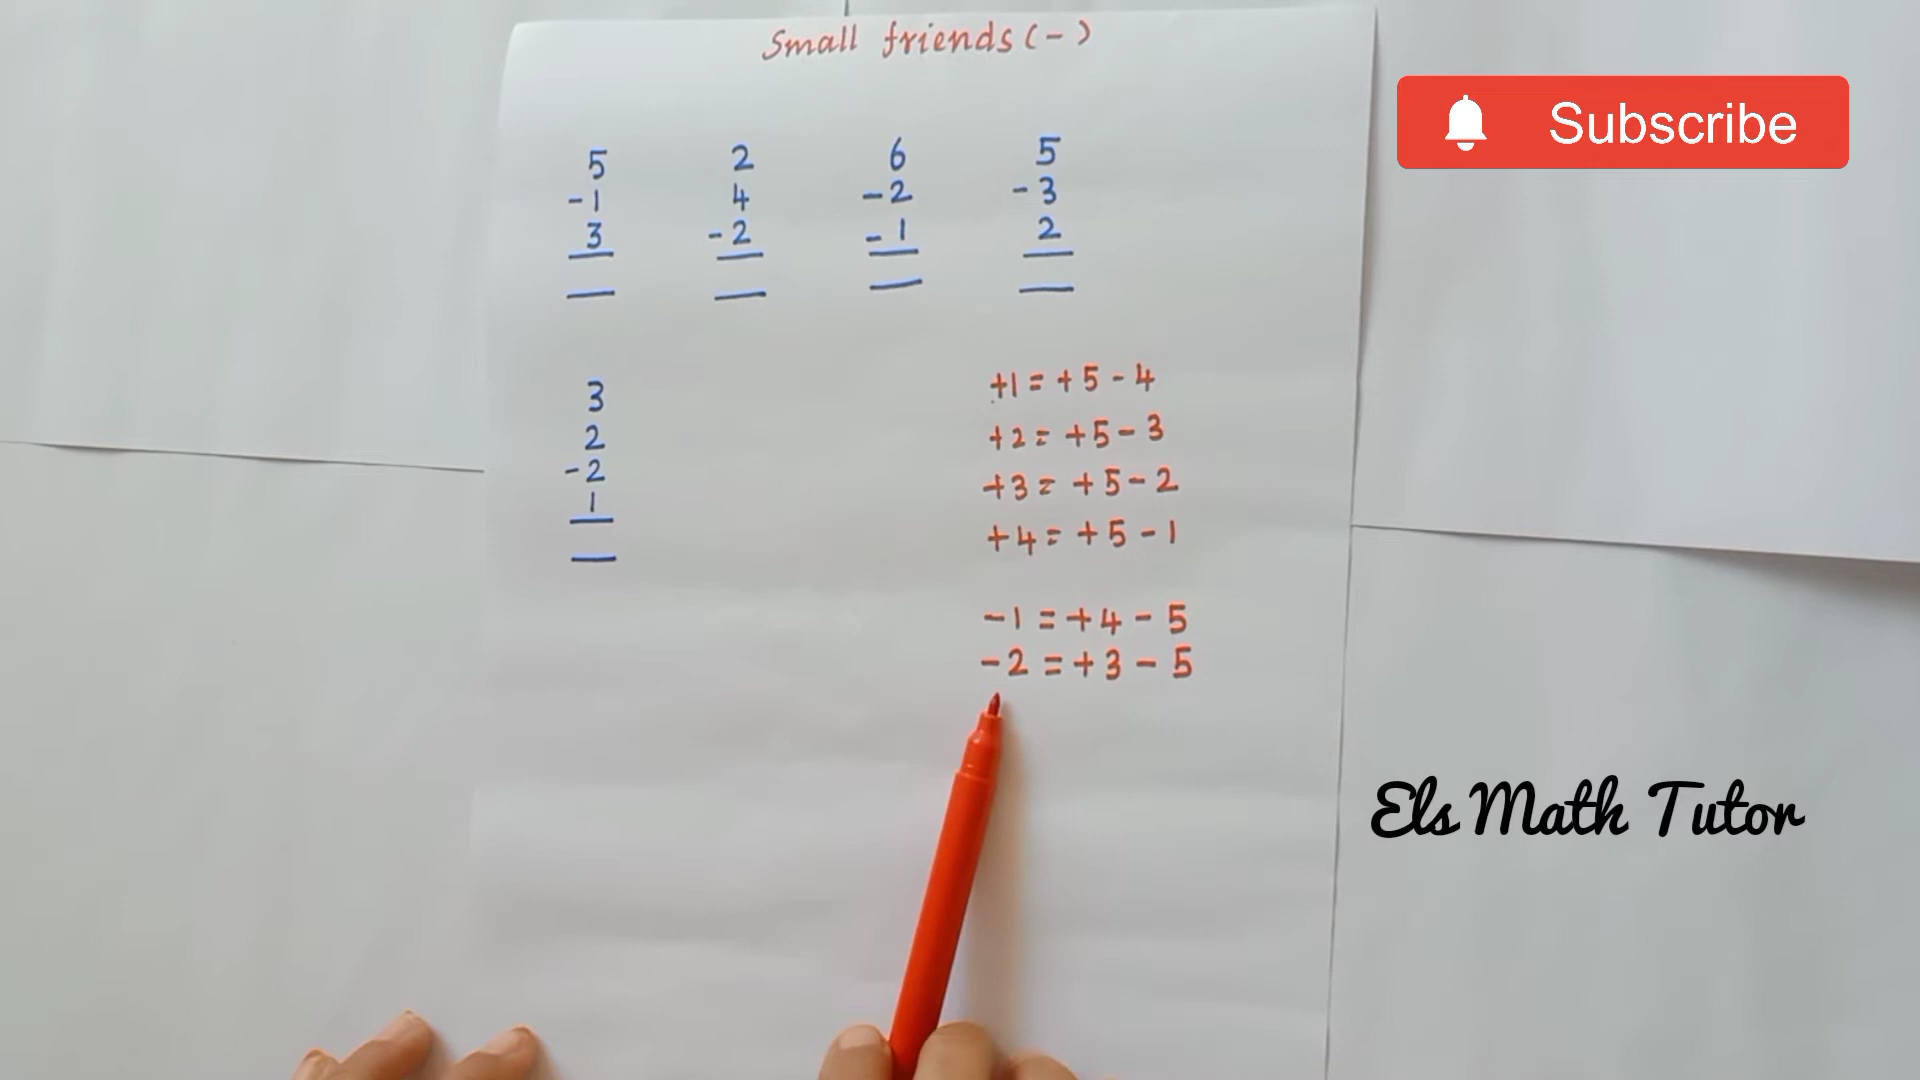 Small friends (-)
Subscribe
5 2 6 5
-1 4 -2 -3
3 -2 -1 2
3
2
-2
1
+1 = +5 - 4
+2 = +5 - 3
+3 = +5 - 2
+4 = +5 - 1
-1 = +4 - 5
-2 = +3 - 5
Els Math Tutor